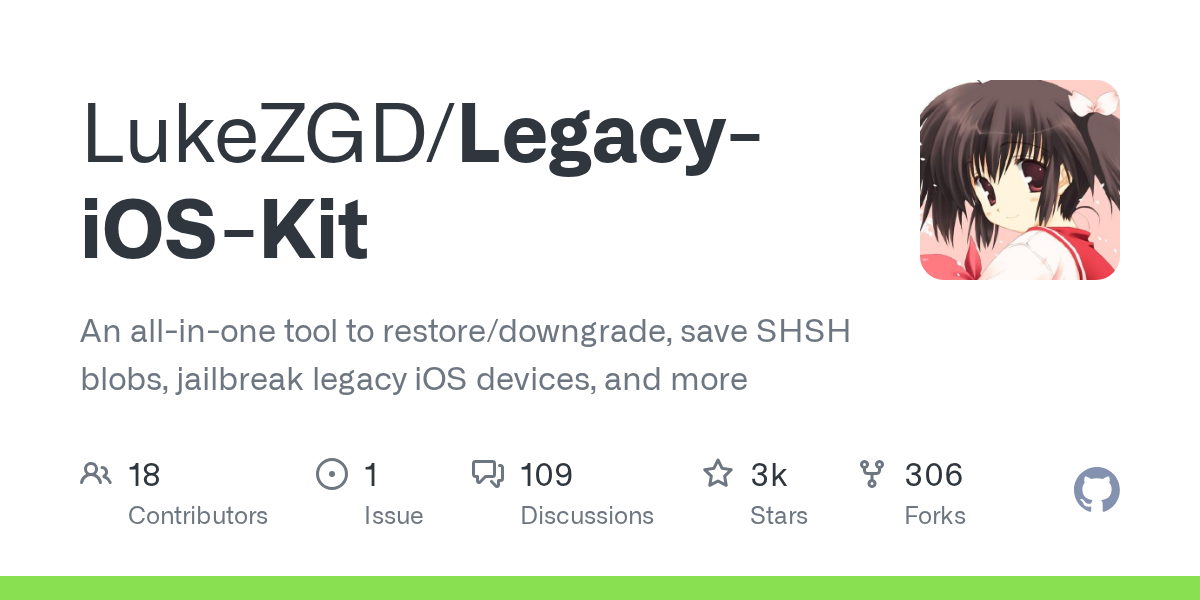 LukeZGD/Legacy-
iOS-Kit
An all-in-one tool to restore/downgrade, save SHSH
blobs, jailbreak legacy iOS devices, and more
18 1 109 3k 306
Contributors Issue Discussions Stars Forks